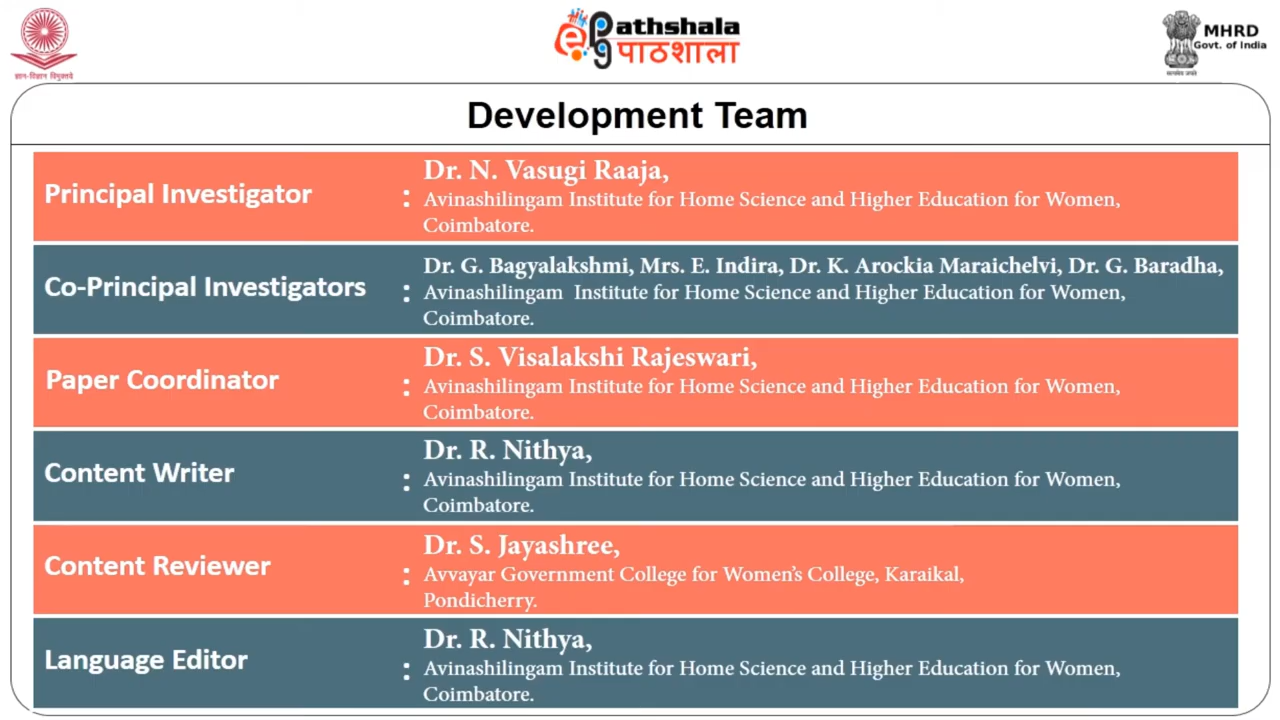 ज्ञान-विज्ञान विमुक्तये
ePathshala
पाठशाला
MHRD
Govt. of India
सत्यमेव जयते
Development Team
Principal Investigator
:
Dr. N. Vasugi Raaja,
Avinashilingam Institute for Home Science and Higher Education for Women,
Coimbatore.
Co-Principal Investigators
:
Dr. G. Bagyalakshmi, Mrs. E. Indira, Dr. K. Arockia Maraichelvi, Dr. G. Baradha,
Avinashilingam Institute for Home Science and Higher Education for Women,
Coimbatore.
Paper Coordinator
:
Dr. S. Visalakshi Rajeswari,
Avinashilingam Institute for Home Science and Higher Education for Women,
Coimbatore.
Content Writer
:
Dr. R. Nithya,
Avinashilingam Institute for Home Science and Higher Education for Women,
Coimbatore.
Content Reviewer
:
Dr. S. Jayashree,
Avvayar Government College for Women’s College, Karaikal,
Pondicherry.
Language Editor
:
Dr. R. Nithya,
Avinashilingam Institute for Home Science and Higher Education for Women,
Coimbatore.